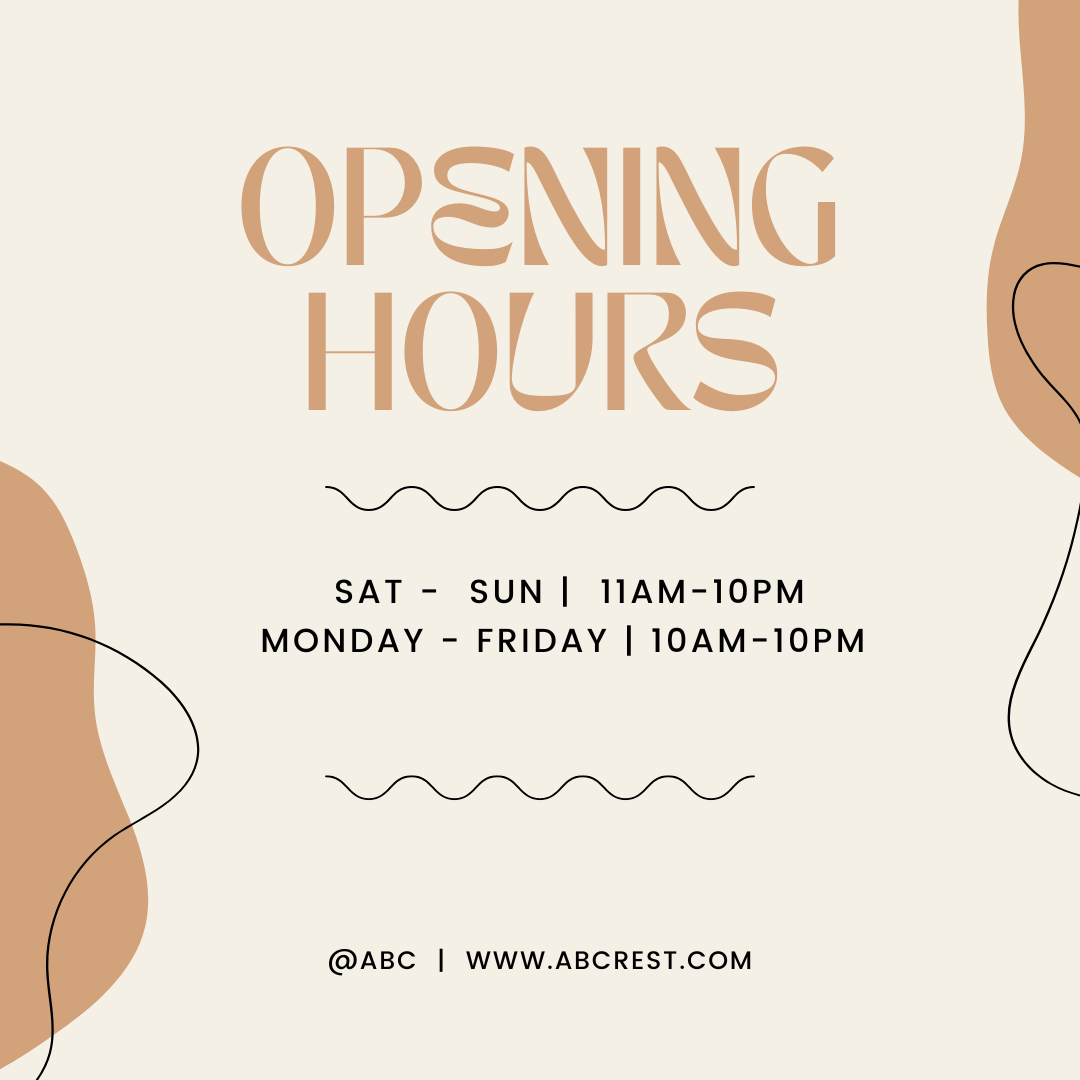 OPENING
HOURS
SAT - SUN | 11AM-10PM
MONDAY - FRIDAY | 10AM-10PM
@ABC | WWW.ABCREST.COM